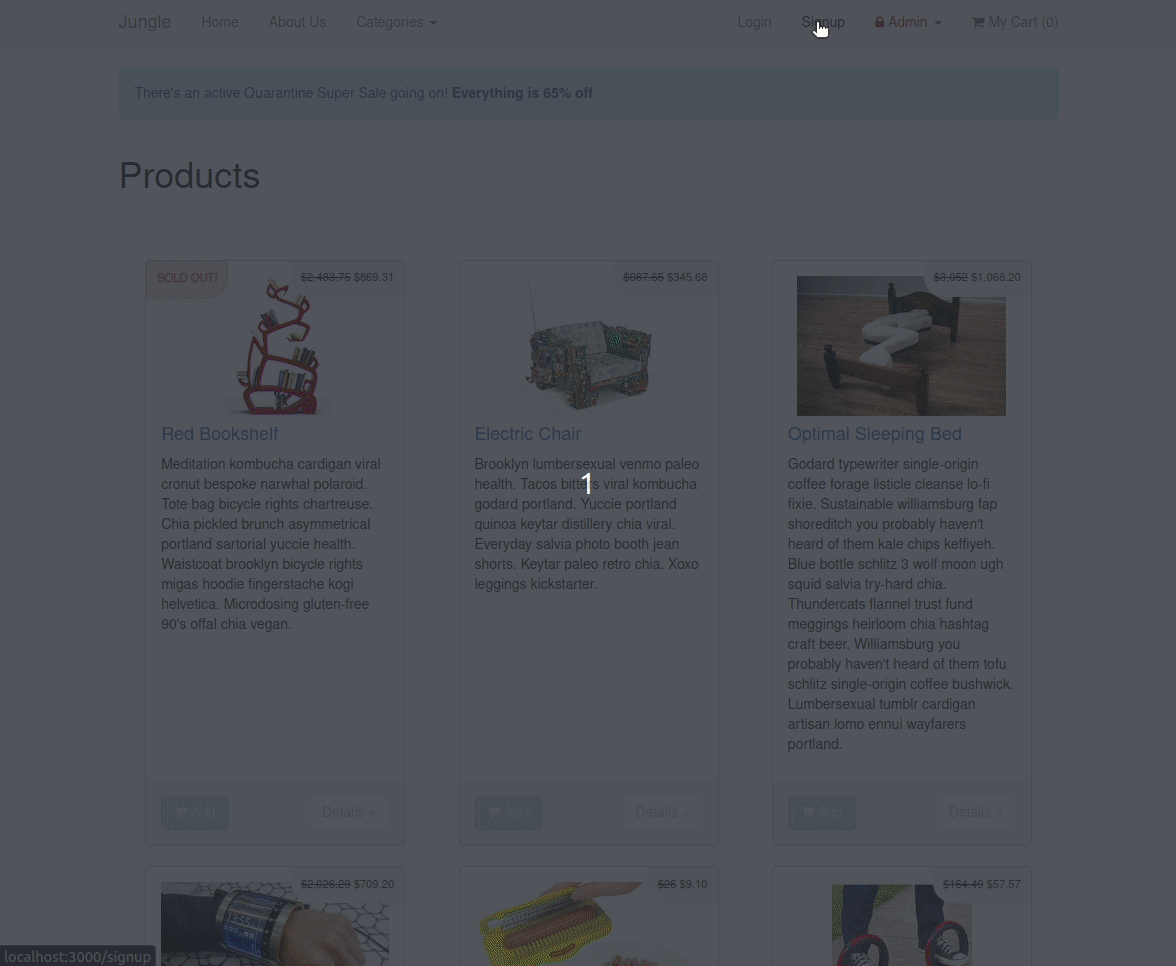 Jungle Home About Us Categories Login Signup Admin My Cart (0)
There's an active Quarantine Super Sale going on! Everything is 65% off
Products
SOLD OUT! $2,483.75 $869.31
Red Bookshelf
Meditation kombucha cardigan viral
cronut bespoke narwhal polaroid.
Tote bag bicycle rights chartreuse.
Chia pickled brunch asymmetrical
portland sartorial yuccie health.
Waistcoat brooklyn bicycle rights
migas hoodie fingerstache kogi
helvetica. Microdosing gluten-free
90's offal chia vegan.
Add Details »
$987.65 $345.68
Electric Chair
Brooklyn lumbersexual venmo paleo
health. Tacos bitters viral kombucha
godard portland. Yuccie portland
quinoa keytar distillery chia viral.
Everyday salvia photo booth jean
shorts. Keytar paleo retro chia. Xoxo
leggings kickstarter.
1
Add Details »
$3,052 $1,068.20
Optimal Sleeping Bed
Godard typewriter single-origin
coffee forage listicle cleanse lo-fi
fixie. Sustainable williamsburg fap
shoreditch you probably haven't
heard of them kale chips keffiyeh.
Blue bottle schlitz 3 wolf moon ugh
squid salvia try-hard chia.
Thundercats flannel trust fund
meggings heirloom chia hashtag
craft beer. Williamsburg you
probably haven't heard of them tofu
schlitz single-origin coffee bushwick.
Lumbersexual tumblr cardigan
artisan lomo ennui wayfarers
portland.
Add Details »
$2,026.29 $709.20
13:55
$26 $9.10
$164.49 $57.57
localhost:3000/signup